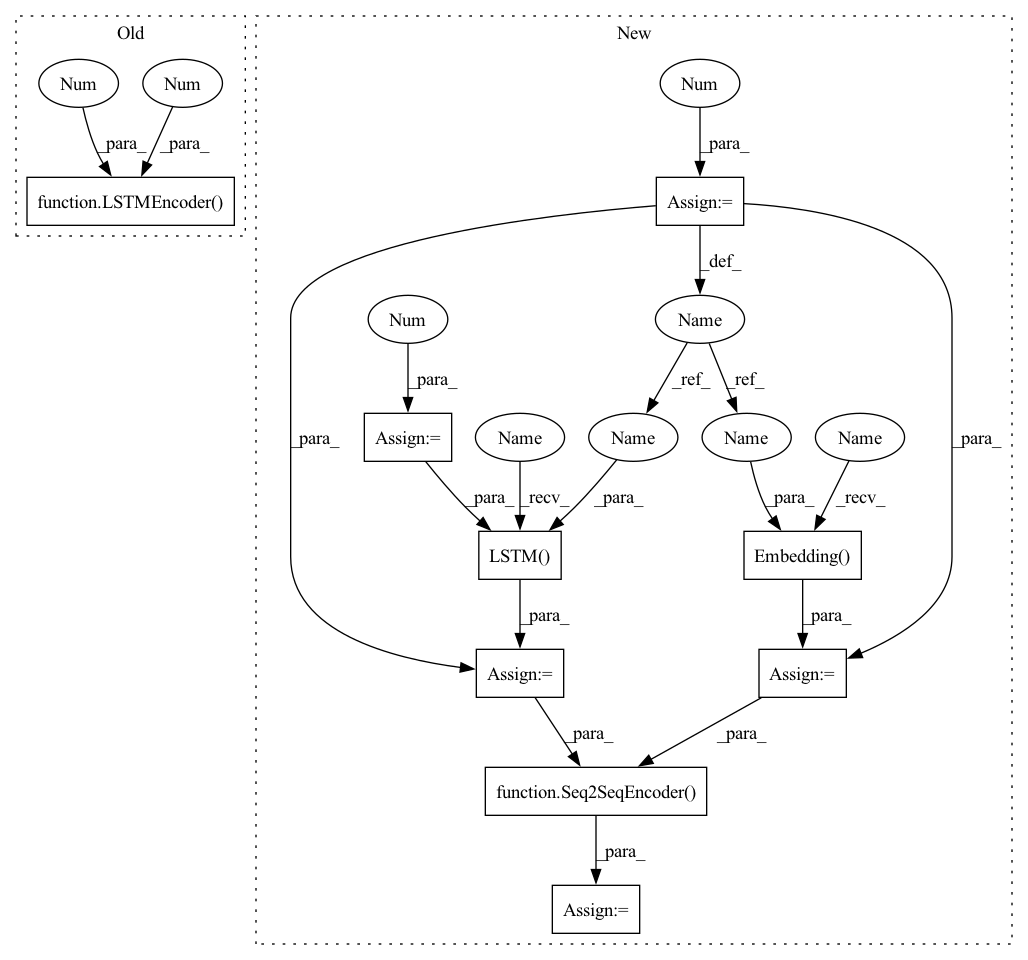 Old
New
Num
Num
Num
_para_
_para_
_para_
function.LSTMEncoder()
Assign:=
_def_
Num
Name
_para_
_ref_
_ref_
_para_
_para_
Assign:=
Name
Name
Name
Name
_para_
_recv_
_para_
_para_
_recv_
LSTM()
Embedding()
_para_
_para_
Assign:=
Assign:=
_para_
_para_
function.Seq2SeqEncoder()
_para_
Assign:=